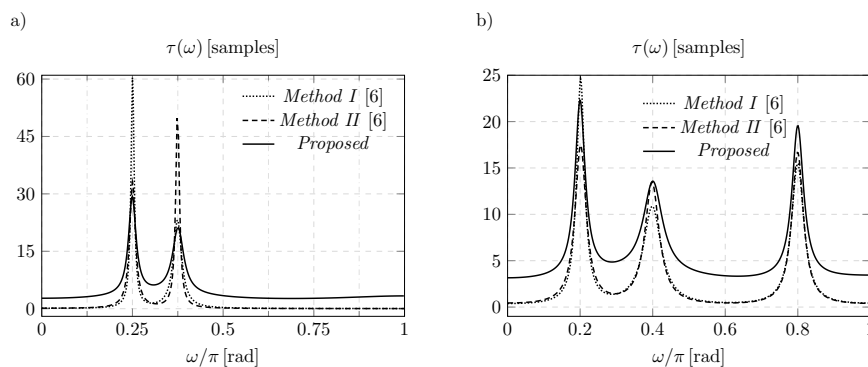 a)
τ(ω) [samples]
60
45
30
15
0
Method I [6]
Method II [6]
Proposed
0
0.25
0.5
0.75
1
ω/π [rad]
b)
τ(ω) [samples]
25
20
15
10
5
0
Method I [6]
Method II [6]
Proposed
0
0.2
0.4
0.6
0.8
1
ω/π [rad]